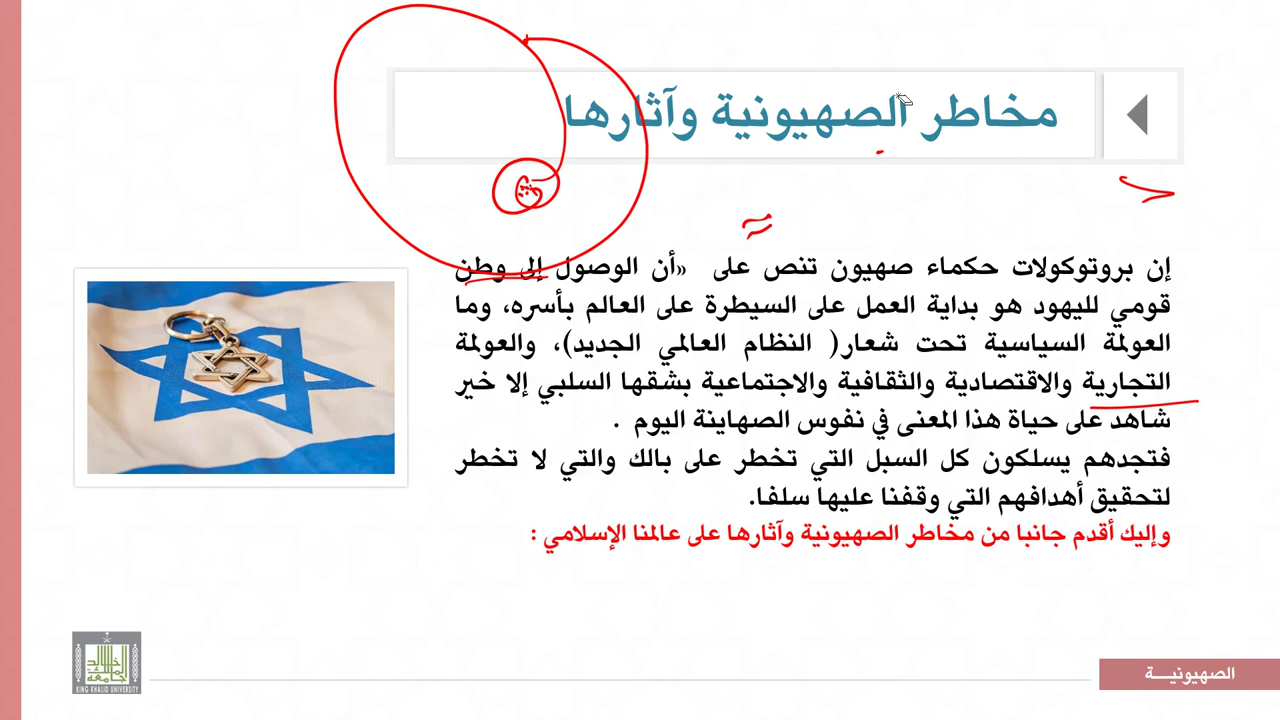 مخاطر الصهيونية وآثارها
إن بروتوكولات حكماء صهيون تنص على «أن الوصول إلى وطن
قومي لليهود هو بداية العمل على السيطرة على العالم بأسره، وما
العولمة السياسية تحت شعار( النظام العالمي الجديد)، والعولمة
التجارية والاقتصادية والثقافية والاجتماعية بشقها السلبي إلا خير
شاهد على حياة هذا المعنى في نفوس الصهاينة اليوم .
فتجدهم يسلكون كل السبل التي تخطر على بالك والتي لا تخطر
لتحقيق أهدافهم التي وقفنا عليها سلفا.
وإليك أقدم جانبا من مخاطر الصهيونية وآثارها على عالمنا الإسلامي :
جامعة الملك خالد
KING KHALID UNIVERSITY
الصهيونيـــة